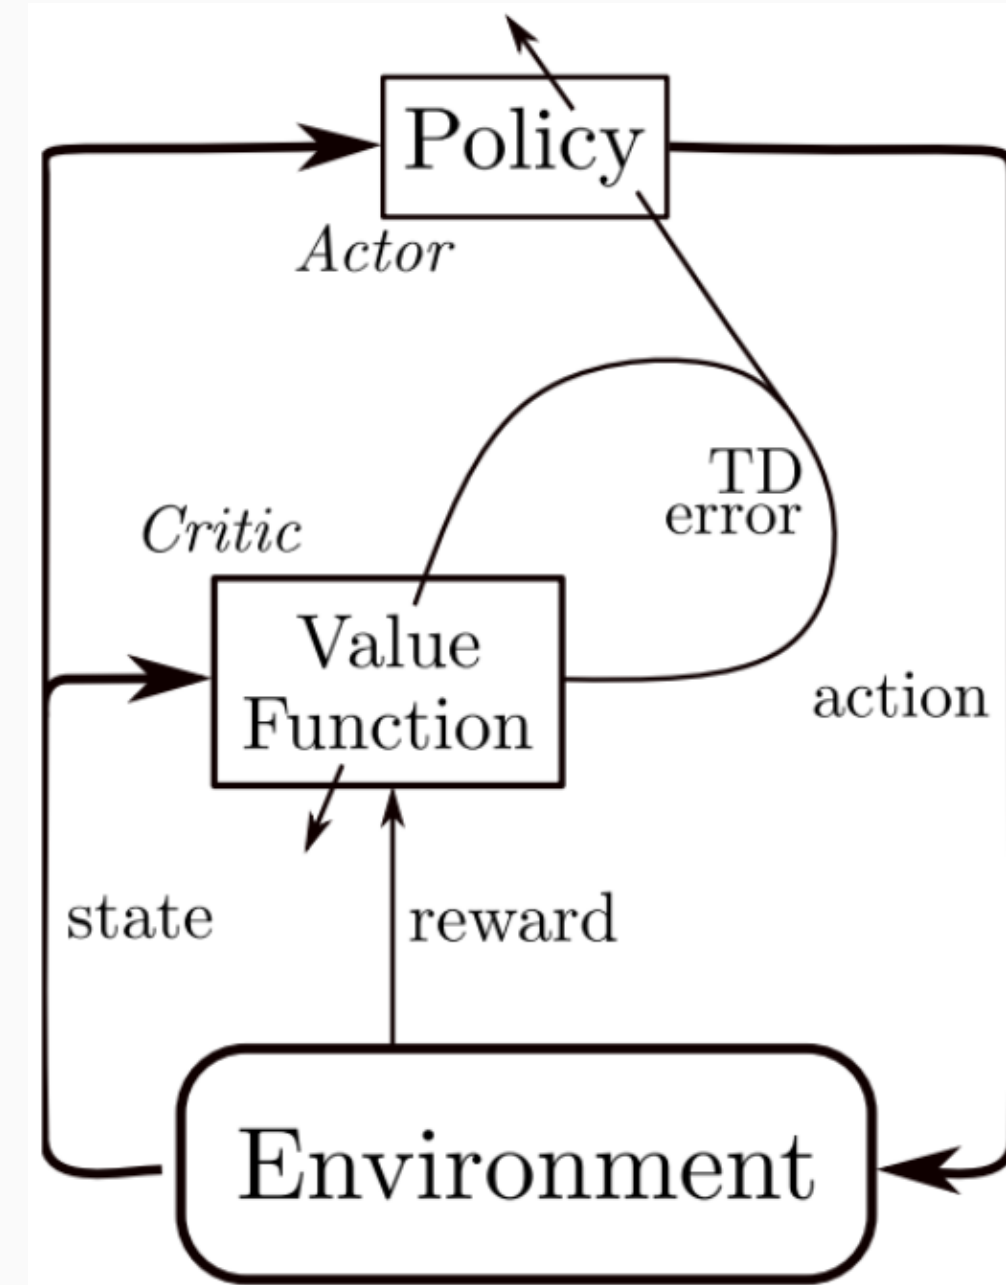 Policy
Actor
TD
error
Critic
Value
Function
action
state
reward
Environment